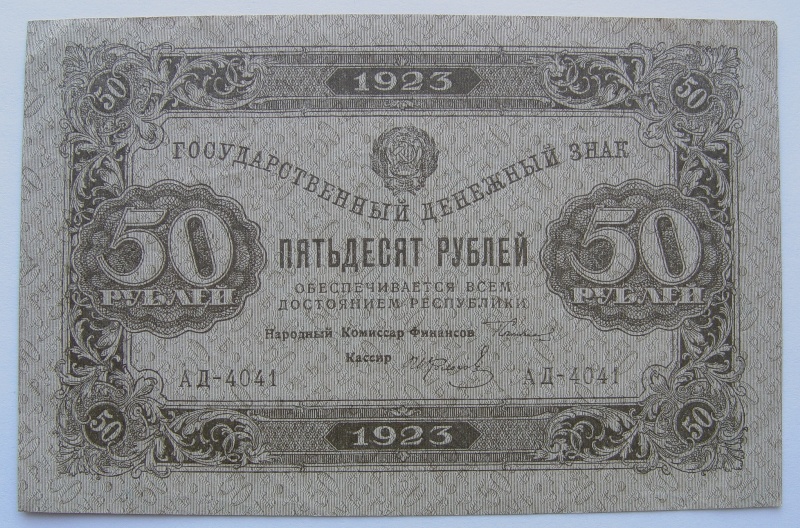 50 1923 50
ГОСУДАРСТВЕННЫЙ ДЕНЕЖНЫЙ ЗНАК
50 РУБЛЕЙ
ПЯТЬДЕСЯТ РУБЛЕЙ
ОБЕСПЕЧИВАЕТСЯ ВСЕМ
ДОСТОЯНИЕМ РЕСПУБЛИКИ
50 РУБЛЕЙ
Народный Комиссар Финансов
Кассир
АД-4041 АД-4041
50 1923 50